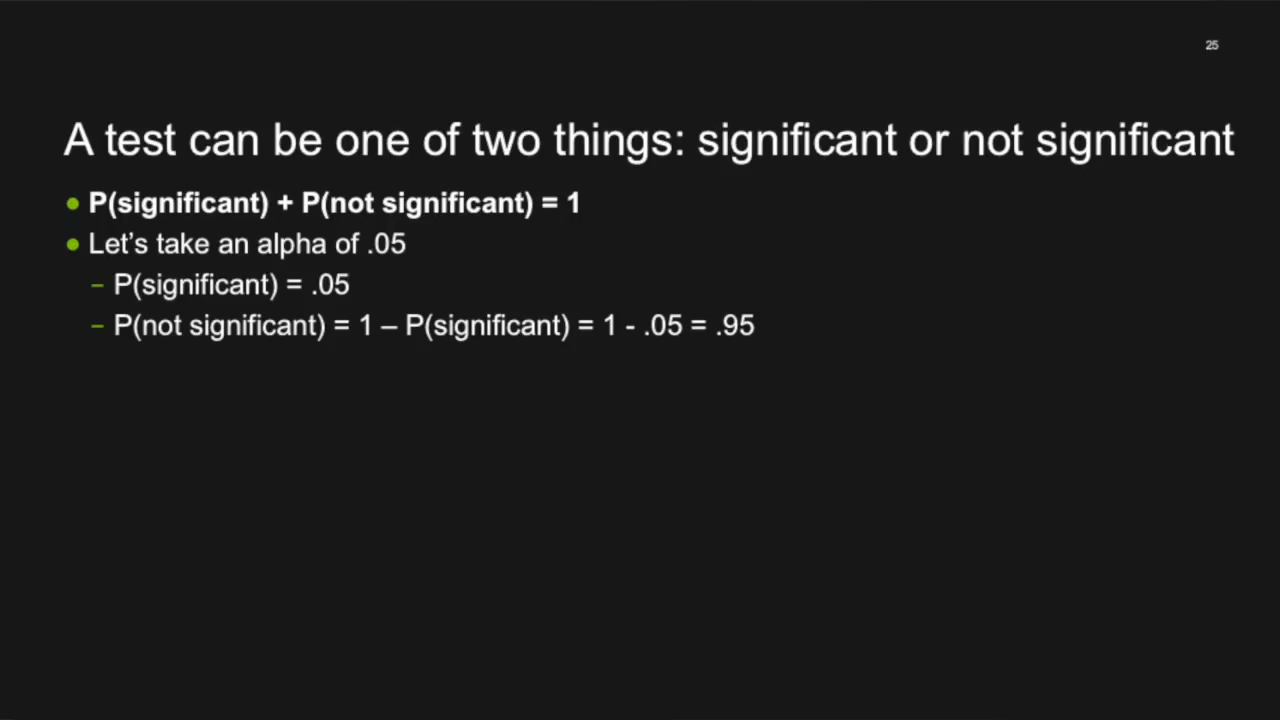 25
A test can be one of two things: significant or not significant
● P(significant) + P(not significant) = 1
● Let’s take an alpha of .05
– P(significant) = .05
– P(not significant) = 1 – P(significant) = 1 - .05 = .95